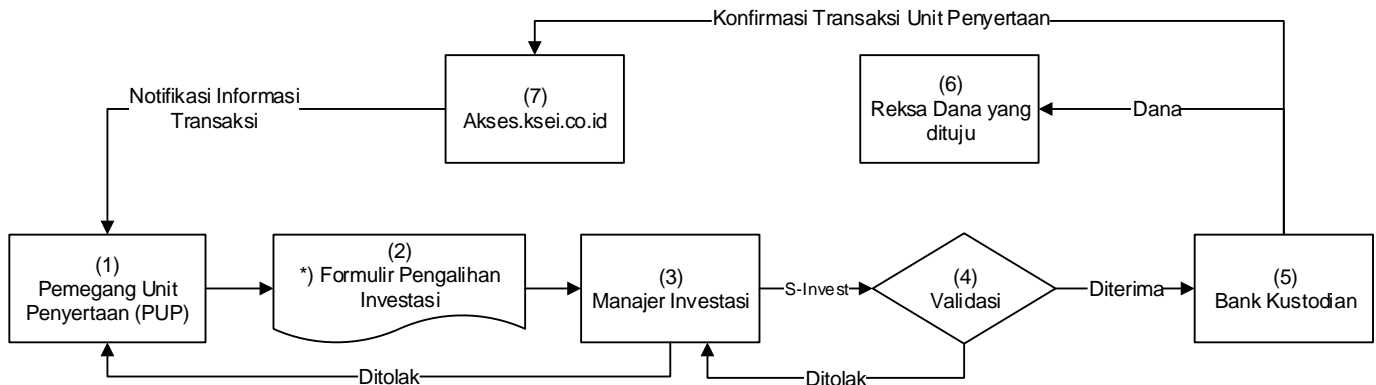 Konfirmasi Transaksi Unit Penyertaan
Notifikasi Informasi
Transaksi
(7)
Akses.ksei.co.id
(6)
Reksa Dana yang
dituju
Dana
(1)
Pemegang Unit
Penyertaan (PUP)
(2)
*) Formulir Pengalihan
Investasi
(3)
Manajer Investasi
S-Invest
(4)
Validasi
Diterima
(5)
Bank Kustodian
Ditolak
Ditolak